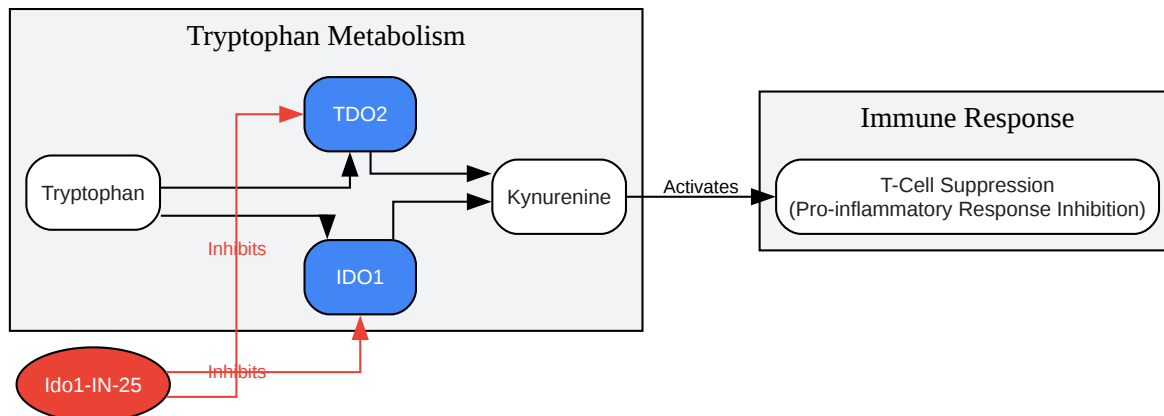 Tryptophan Metabolism
TDO2
Tryptophan
Kynurenine
Inhibits
IDO1
Inhibits
Ido1-IN-25
Activates
Immune Response
T-Cell Suppression
(Pro-inflammatory Response Inhibition)